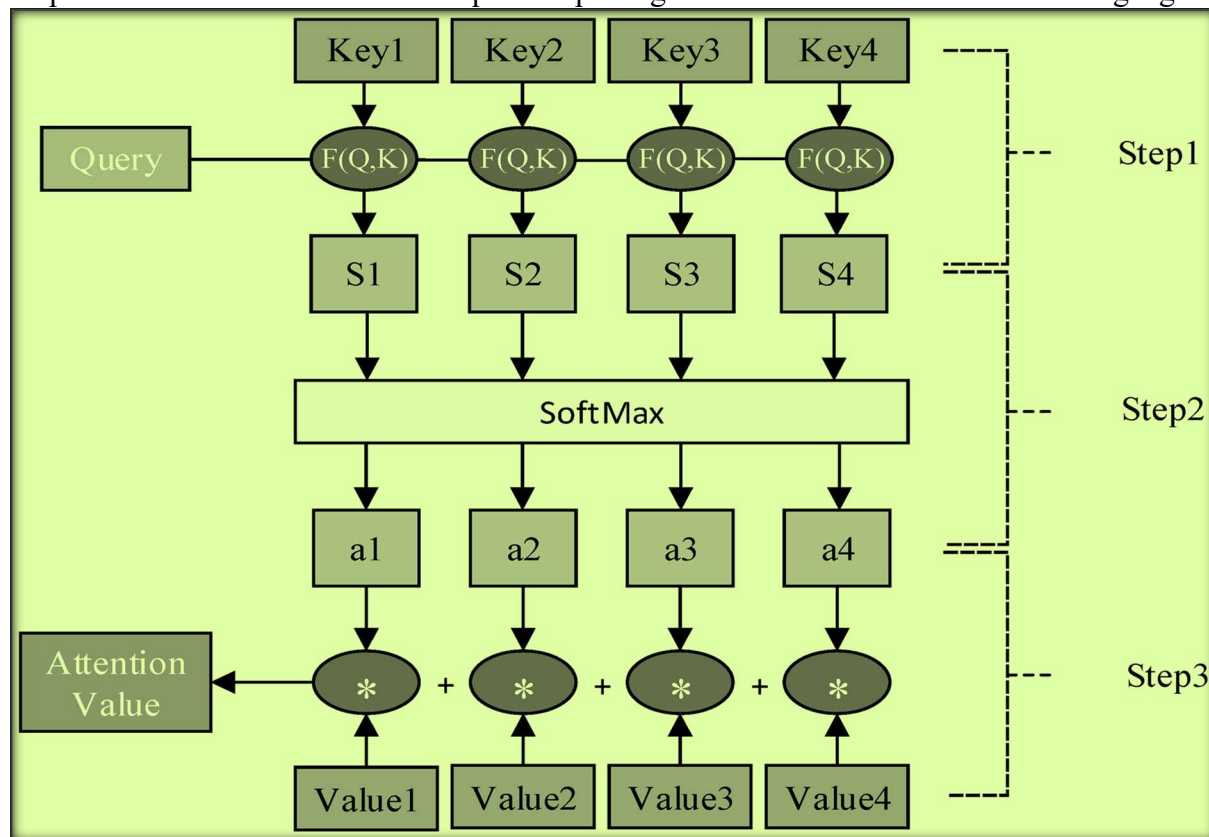 Key1 Key2 Key3 Key4
Query F(Q,K) F(Q,K) F(Q,K) F(Q,K) Step1
S1 S2 S3 S4
SoftMax Step2
a1 a2 a3 a4
Attention
Value
* + * + * + * Step3
Value1 Value2 Value3 Value4